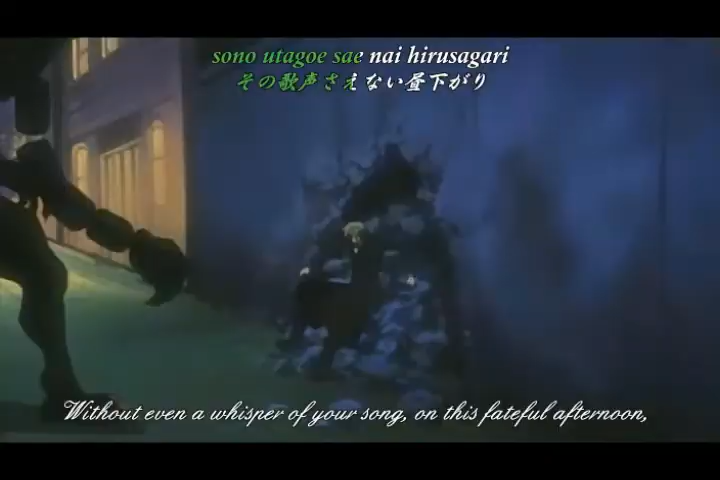 sono utagoe sae nai hirusagari
その歌声さえない昼下がり
Without even a whisper of your song, on this fateful afternoon,